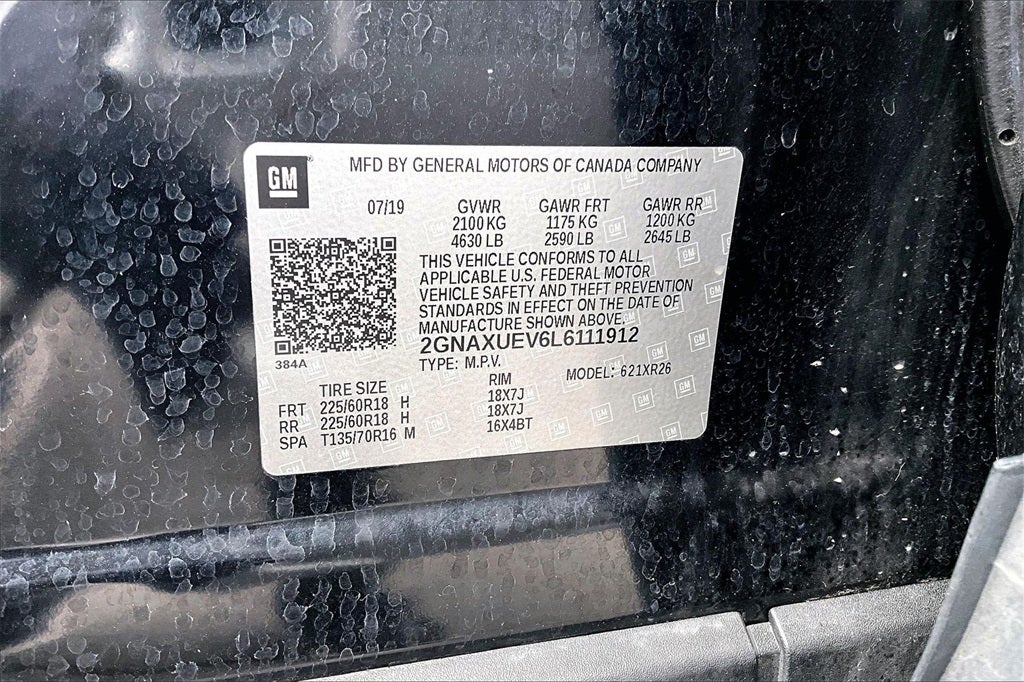 GM
MFD BY GENERAL MOTORS OF CANADA COMPANY
07/19 GVWR GAWR FRT GAWR RR
2100 KG 1175 KG 1200 KG
4630 LB 2590 LB 2645 LB
THIS VEHICLE CONFORMS TO ALL
APPLICABLE U.S. FEDERAL MOTOR
VEHICLE SAFETY AND THEFT PREVENTION
STANDARDS IN EFFECT ON THE DATE OF
MANUFACTURE SHOWN ABOVE.
2GNAXUEV6L6111912
384A
TYPE: M.P.V. MODEL: 621XR26
TIRE SIZE RIM
FRT 225/60R18 H 18X7J
RR 225/60R18 H 18X7J
SPA T135/70R16 M 16X4BT